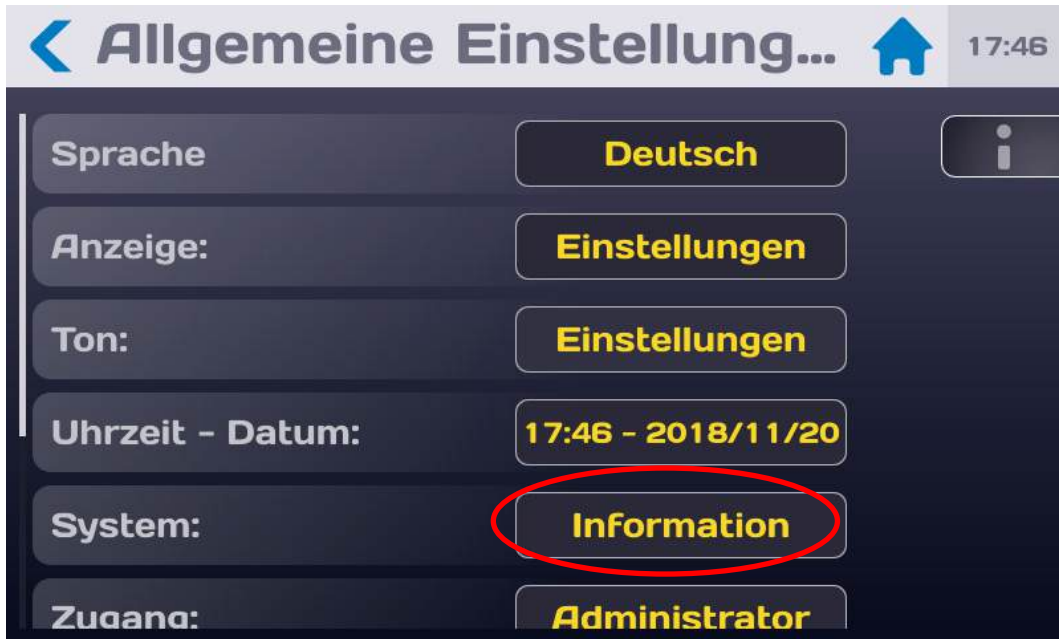 Allgemeine Einstellung... 17:46
Sprache Deutsch
Anzeige: Einstellungen
Ton: Einstellungen
Uhrzeit - Datum: 17:46 - 2018/11/20
System: Information
Zugang: Administrator